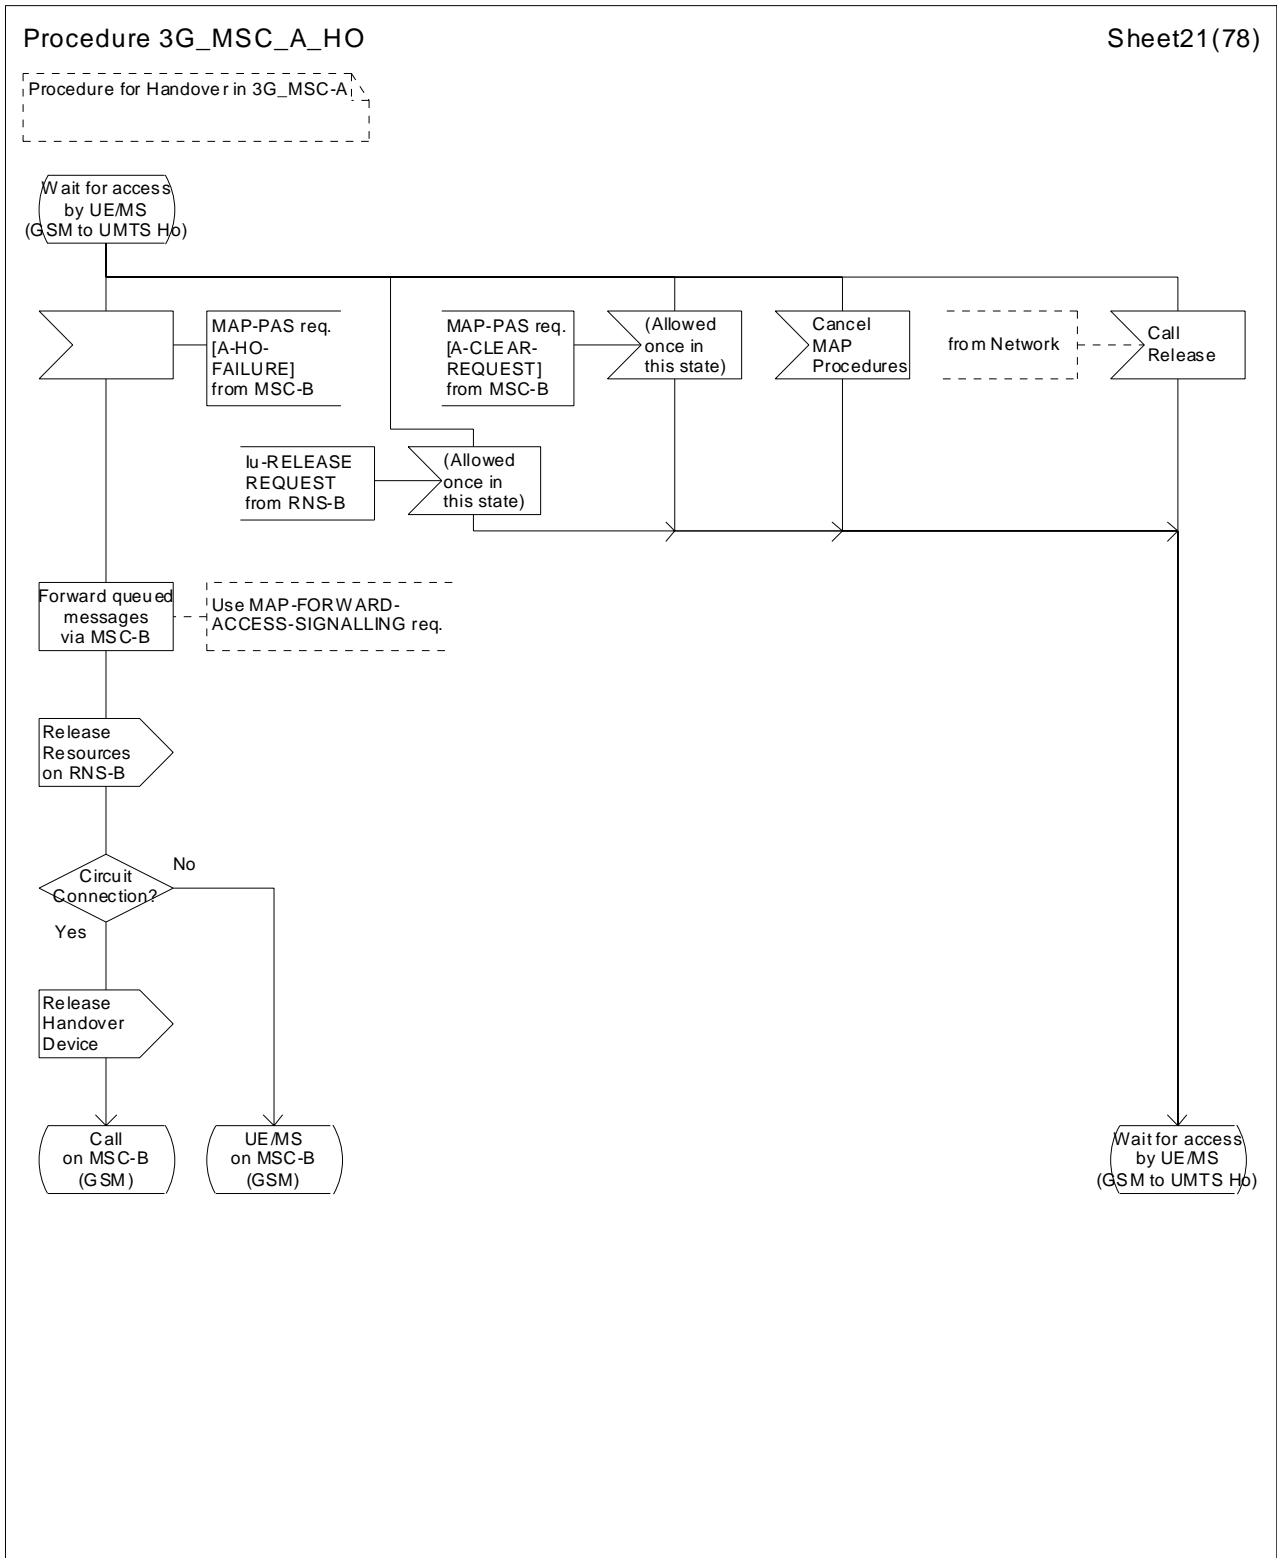 Procedure 3G_MSC_A_HO
Sheet21(78)
Procedure for Handover in 3G_MSC-A
Wait for access
by UE/MS
(GSM to UMTS Ho)
MAP-PAS req.
[A-HO-
FAILURE]
from MSC-B
MAP-PAS req.
[A-CLEAR-
REQUEST]
from MSC-B
(Allowed
once in
this state)
Cancel
MAP
Procedures
from Network
Call
Release
Iu-RELEASE
REQUEST
from RNS-B
(Allowed
once in
this state)
Forward queued
messages
via MSC-B
Use MAP-FORWARD-
ACCESS-SIGNALLING req.
Release
Resources
on RNS-B
Circuit
Connection?
No
Yes
Release
Handover
Device
Call
on MSC-B
(GSM)
UE/MS
on MSC-B
(GSM)
Wait for access
by UE/MS
(GSM to UMTS Ho)